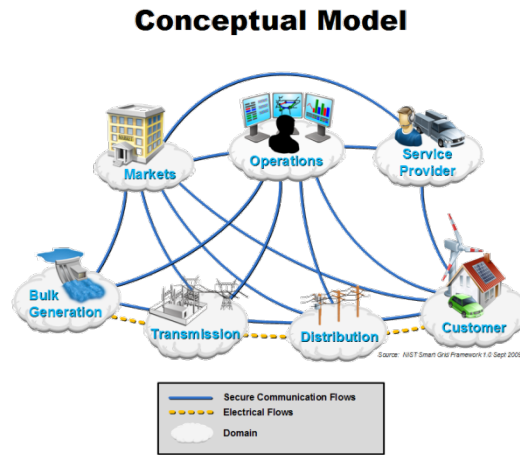 Conceptual Model
Markets
Operations
Service
Provider
Bulk
Generation
Transmission
Distribution
Customer
Source: NIST Smart Grid Framework 1.0 Sept 2009
Secure Communication Flows
Electrical Flows
Domain